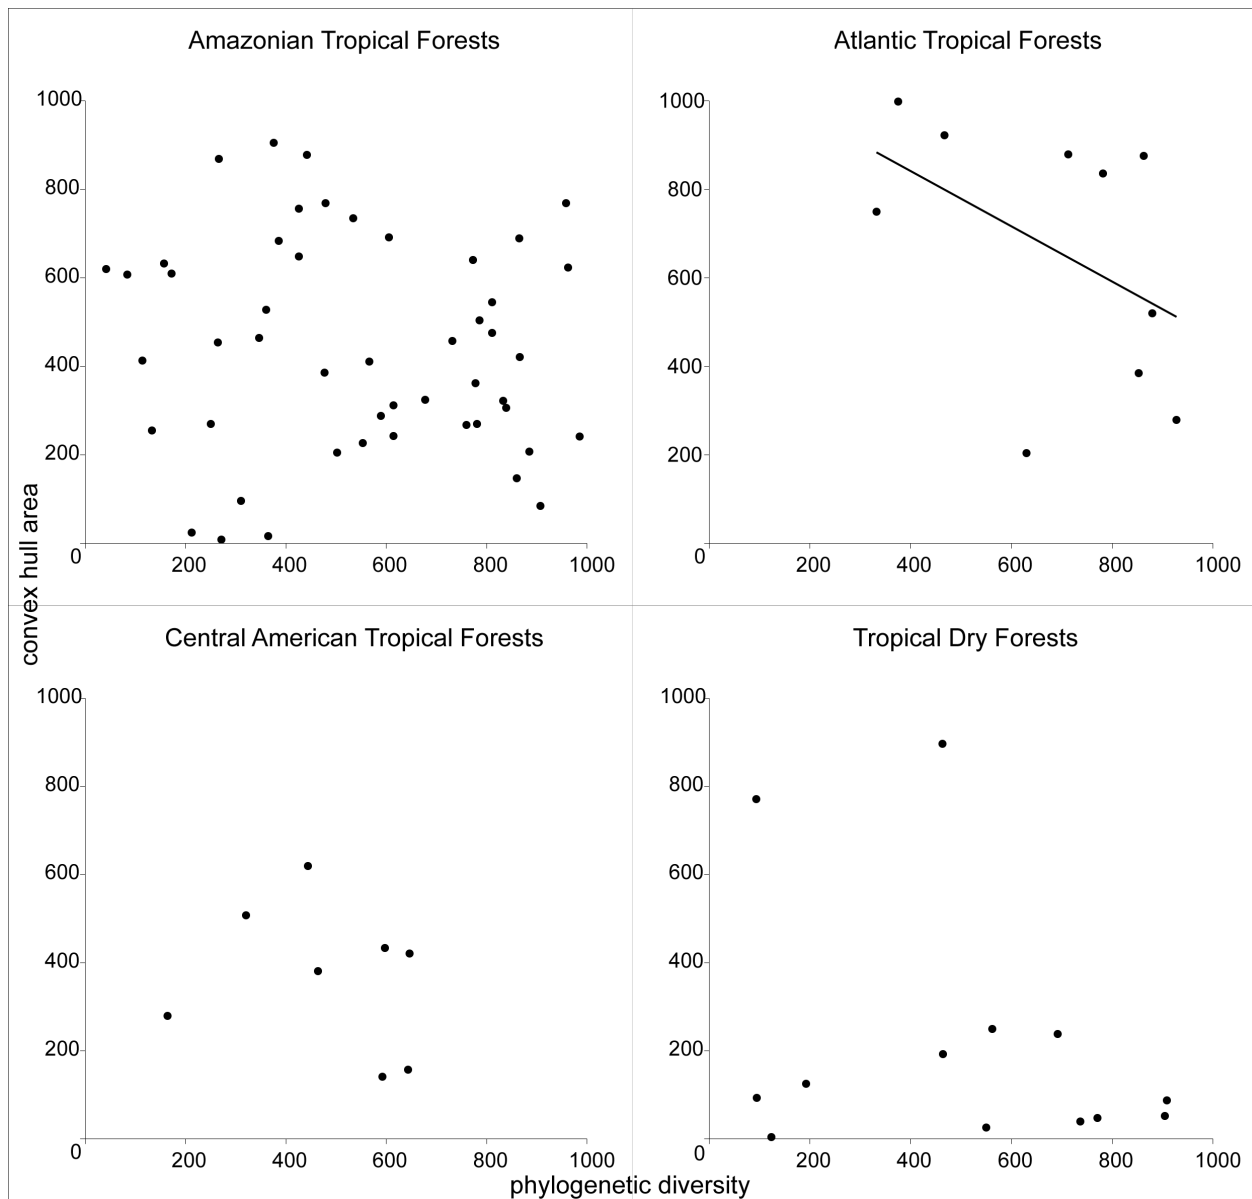 Amazonian Tropical Forests
Atlantic Tropical Forests
1000
800
600
400
200
0
200 400 600 800 1000
1000
800
600
400
200
0
200 400 600 800 1000
convex hull area
Central American Tropical Forests
Tropical Dry Forests
1000
800
600
400
200
0
200 400 600 800 1000
1000
800
600
400
200
0
200 400 600 800 1000
phylogenetic diversity